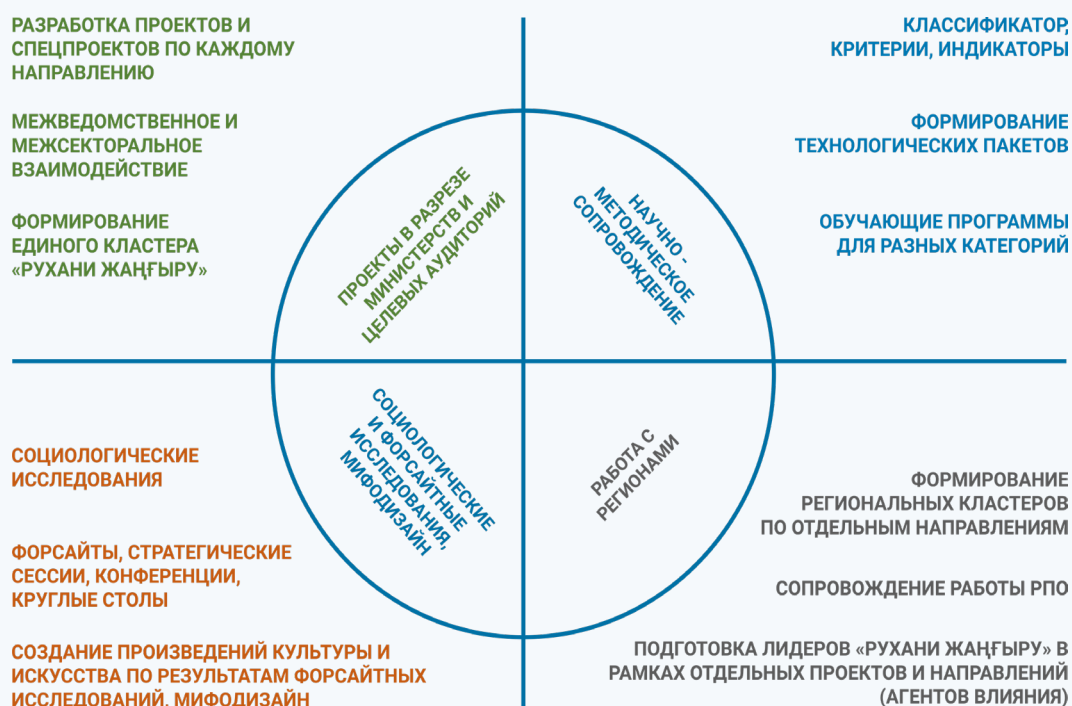 РАЗРАБОТКА ПРОЕКТОВ И
СПЕЦПРОЕКТОВ ПО КАЖДОМУ
НАПРАВЛЕНИЮ
МЕЖВЕДОМСТВЕННОЕ И
МЕЖСЕКТОРАЛЬНОЕ
ВЗАИМОДЕЙСТВИЕ
ФОРМИРОВАНИЕ
ЕДИНОГО КЛАСТЕРА
«РУХАНИ ЖАҢҒЫРУ»
ПРОЕКТЫ В РАЗРЕЗЕ
МИНИСТЕРСТВ И
ЦЕЛЕВЫХ АУДИТОРИЙ
КЛАССИФИКАТОР,
КРИТЕРИИ, ИНДИКАТОРЫ
ФОРМИРОВАНИЕ
ТЕХНОЛОГИЧЕСКИХ ПАКЕТОВ
ОБУЧАЮЩИЕ ПРОГРАММЫ
ДЛЯ РАЗНЫХ КАТЕГОРИЙ
НАУЧНО -
МЕТОДИЧЕСКОЕ
СОПРОВОЖДЕНИЕ
СОЦИОЛОГИЧЕСКИЕ
И ФОРСАЙТНЫЕ
ИССЛЕДОВАНИЯ,
МИФОДИЗАЙН
СОЦИОЛОГИЧЕСКИЕ
ИССЛЕДОВАНИЯ
ФОРСАЙТЫ, СТРАТЕГИЧЕСКИЕ
СЕССИИ, КОНФЕРЕНЦИИ,
КРУГЛЫЕ СТОЛЫ
СОЗДАНИЕ ПРОИЗВЕДЕНИЙ КУЛЬТУРЫ И
ИСКУССТВА ПО РЕЗУЛЬТАТАМ ФОРСАЙТНЫХ
ИССЛЕДОВАНИЙ, МИФОДИЗАЙН
РАБОТА С
РЕГИОНАМИ
ФОРМИРОВАНИЕ
РЕГИОНАЛЬНЫХ КЛАСТЕРОВ
ПО ОТДЕЛЬНЫМ НАПРАВЛЕНИЯМ
СОПРОВОЖДЕНИЕ РАБОТЫ РПО
ПОДГОТОВКА ЛИДЕРОВ «РУХАНИ ЖАҢҒЫРУ» В
РАМКАХ ОТДЕЛЬНЫХ ПРОЕКТОВ И НАПРАВЛЕНИЙ
(АГЕНТОВ ВЛИЯНИЯ)